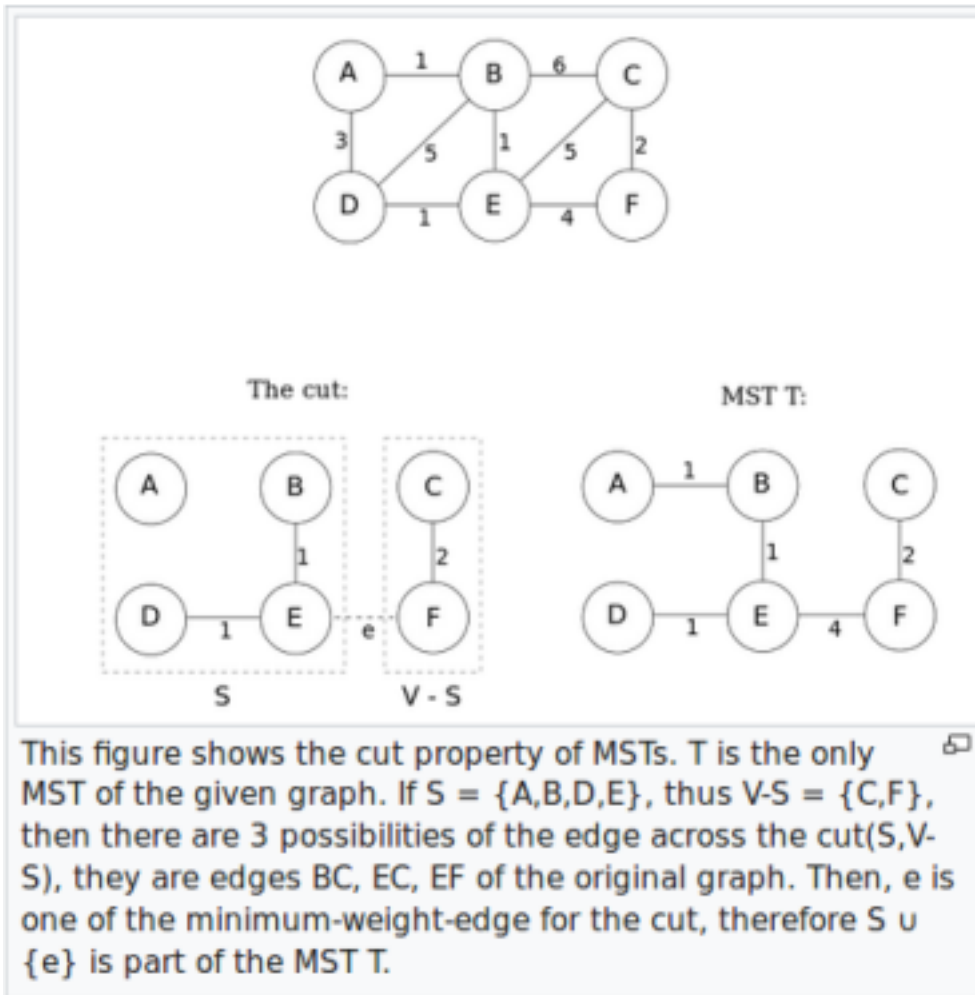 A 1 B 6 C
3 5 1 5 2
D 1 E 4 F
The cut:
A B C
1 2
D 1 E e F
S V - S
MST T:
A 1 B C
1 2
D 1 E 4 F
This figure shows the cut property of MSTs. T is the only
MST of the given graph. If S = {A,B,D,E}, thus V-S = {C,F},
then there are 3 possibilities of the edge across the cut(S,V-
S), they are edges BC, EC, EF of the original graph. Then, e is
one of the minimum-weight-edge for the cut, therefore S ∪
{e} is part of the MST T.